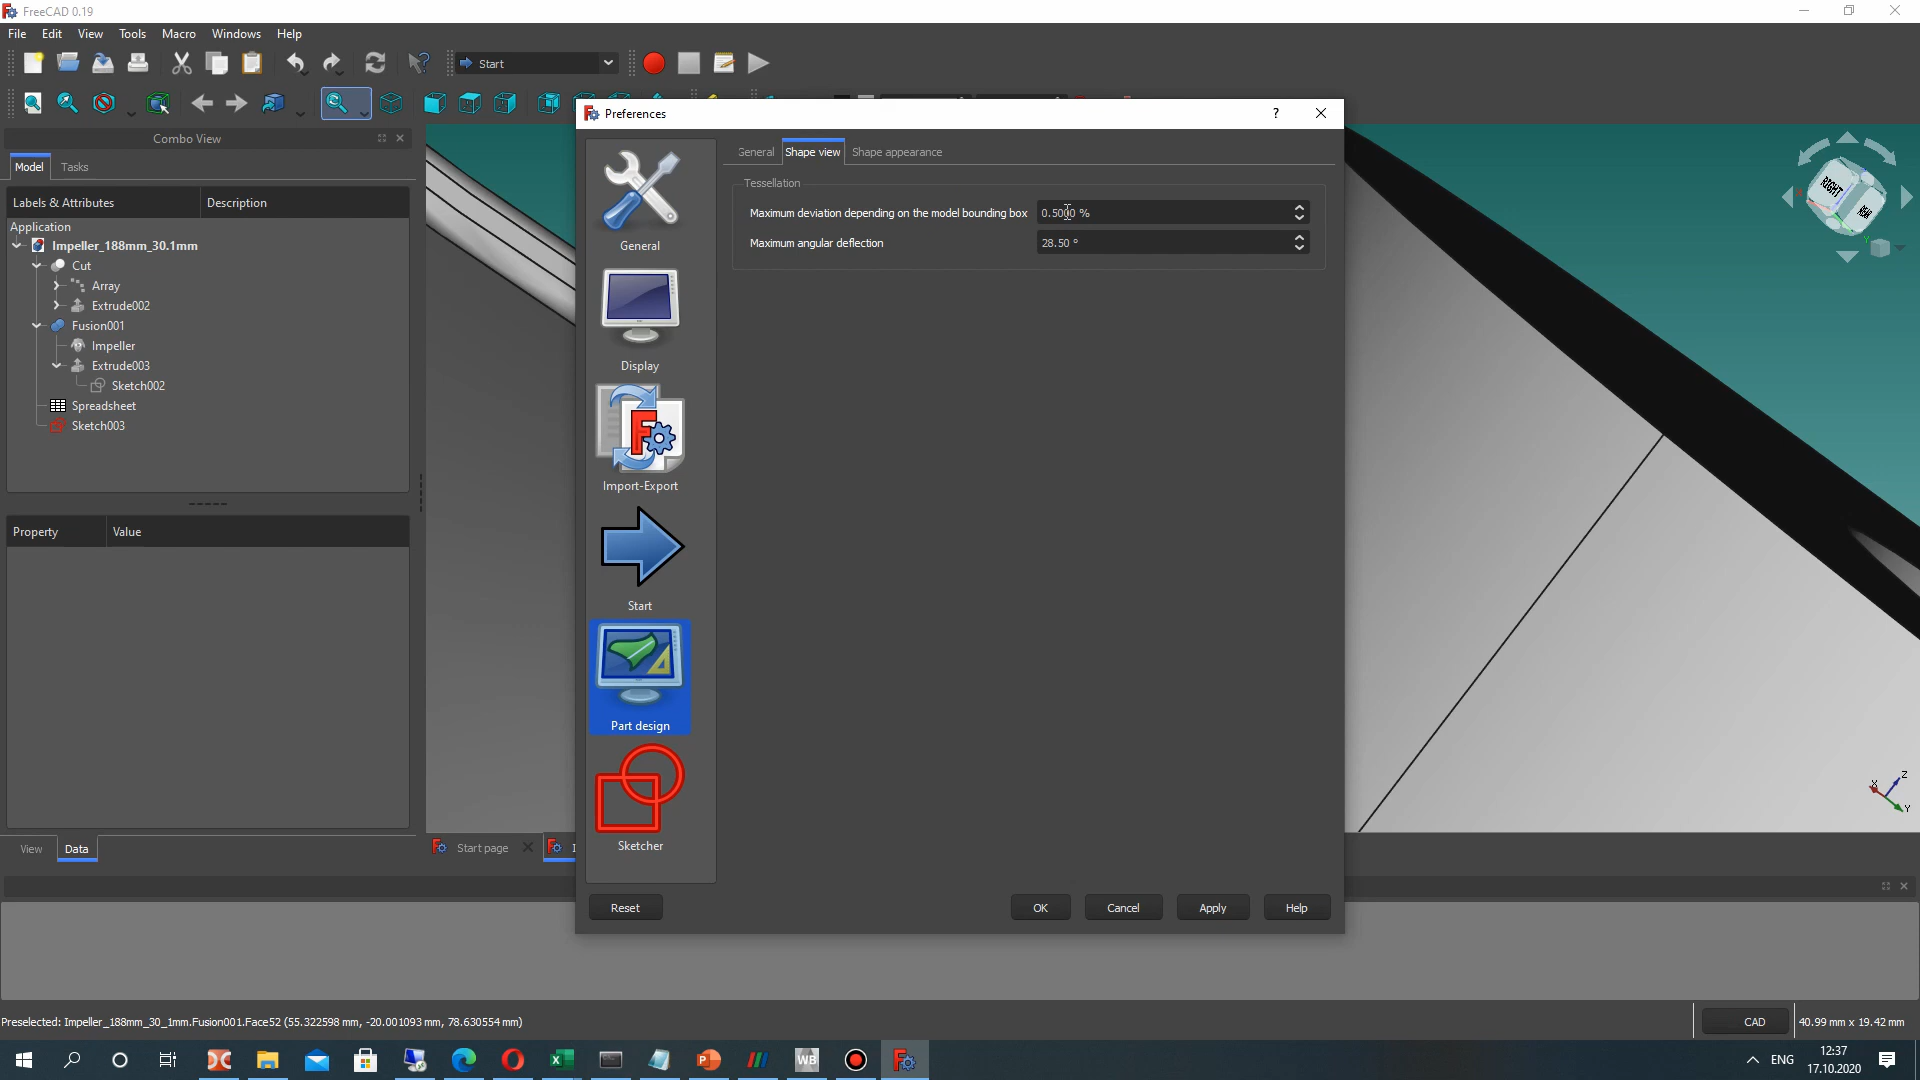 FreeCAD 0.19
File Edit View Tools Macro Windows Help
Start
Combo View
Model Tasks
Labels & Attributes Description
Application
Impeller_188mm_30.1mm
Cut
Array
Extrude002
Fusion001
Impeller
Extrude003
Sketch002
Spreadsheet
Sketch003
Property Value
View Data
Preferences
?
General
Display
Import-Export
Start
Part design
Sketcher
General Shape view Shape appearance
Tessellation
Maximum deviation depending on the model bounding box 0.5000 %
Maximum angular deflection 28.50 °
Reset OK Cancel Apply Help
RIGHT
REAR
X Z Y
Start page
Preselected: Impeller_188mm_30_1mm.Fusion001.Face52 (55.322598 mm, -20.001093 mm, 78.630554 mm)
CAD 40.99 mm x 19.42 mm
WB
ENG
12:37
17.10.2020